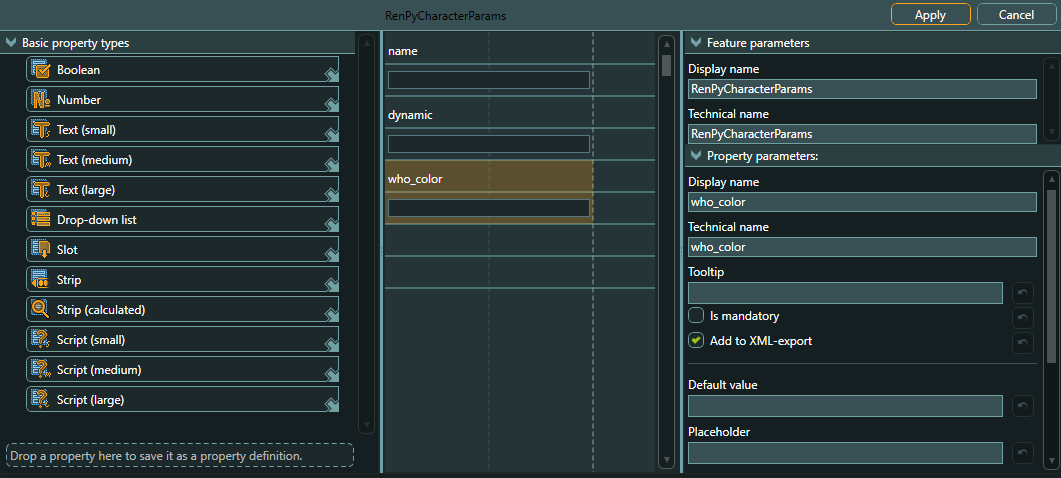 RenPyCharacterParams
Apply
Cancel
Basic property types
Boolean
Number
Text (small)
Text (medium)
Text (large)
Drop-down list
Slot
Strip
Strip (calculated)
Script (small)
Script (medium)
Script (large)
Drop a property here to save it as a property definition.
name
dynamic
who_color
Feature parameters
Display name
RenPyCharacterParams
Technical name
RenPyCharacterParams
Property parameters:
Display name
who_color
Technical name
who_color
Tooltip
Is mandatory
Add to XML-export
Default value
Placeholder